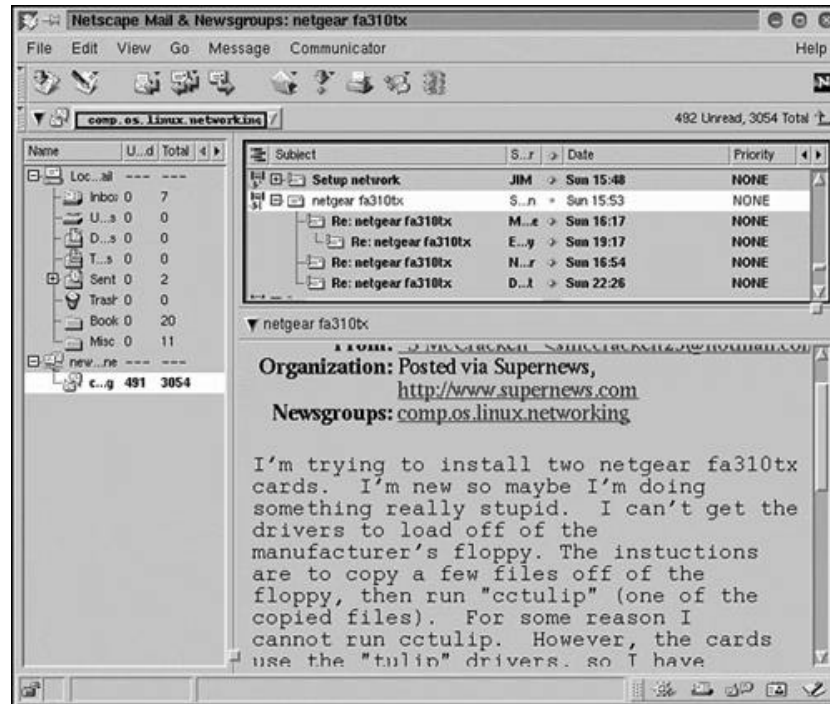 Netscape Mail & Newsgroups: netgear fa310tx
File Edit View Go Message Communicator Help
comp.os.linux.networking
492 Unread, 3054 Total
Name U...d Total
Loc...ail --- ---
Inbox 0 7
U...s 0 0
D...s 0 0
T...s 0 0
Sent 0 2
Trash 0 0
Book 0 20
Misc 0 11
new...ne --- ---
c...g 491 3054
Subject S...r Date Priority
Setup network JIM Sun 15:48 NONE
netgear fa310tx S...n Sun 15:53 NONE
Re: netgear fa310tx M...e Sun 16:17 NONE
Re: netgear fa310tx E...y Sun 19:17 NONE
Re: netgear fa310tx N...r Sun 16:54 NONE
Re: netgear fa310tx D...t Sun 22:26 NONE
netgear fa310tx
From:
Organization: Posted via Supernews,
http://www.supernews.com
Newsgroups: comp.os.linux.networking
I'm trying to install two netgear fa310tx
cards. I'm new so maybe I'm doing
something really stupid. I can't get the
drivers to load off of the
manufacturer's floppy. The instuctions
are to copy a few files off of the
floppy, then run "cctulip" (one of the
copied files). For some reason I
cannot run cctulip. However, the cards
use the "tulip" drivers, so I have